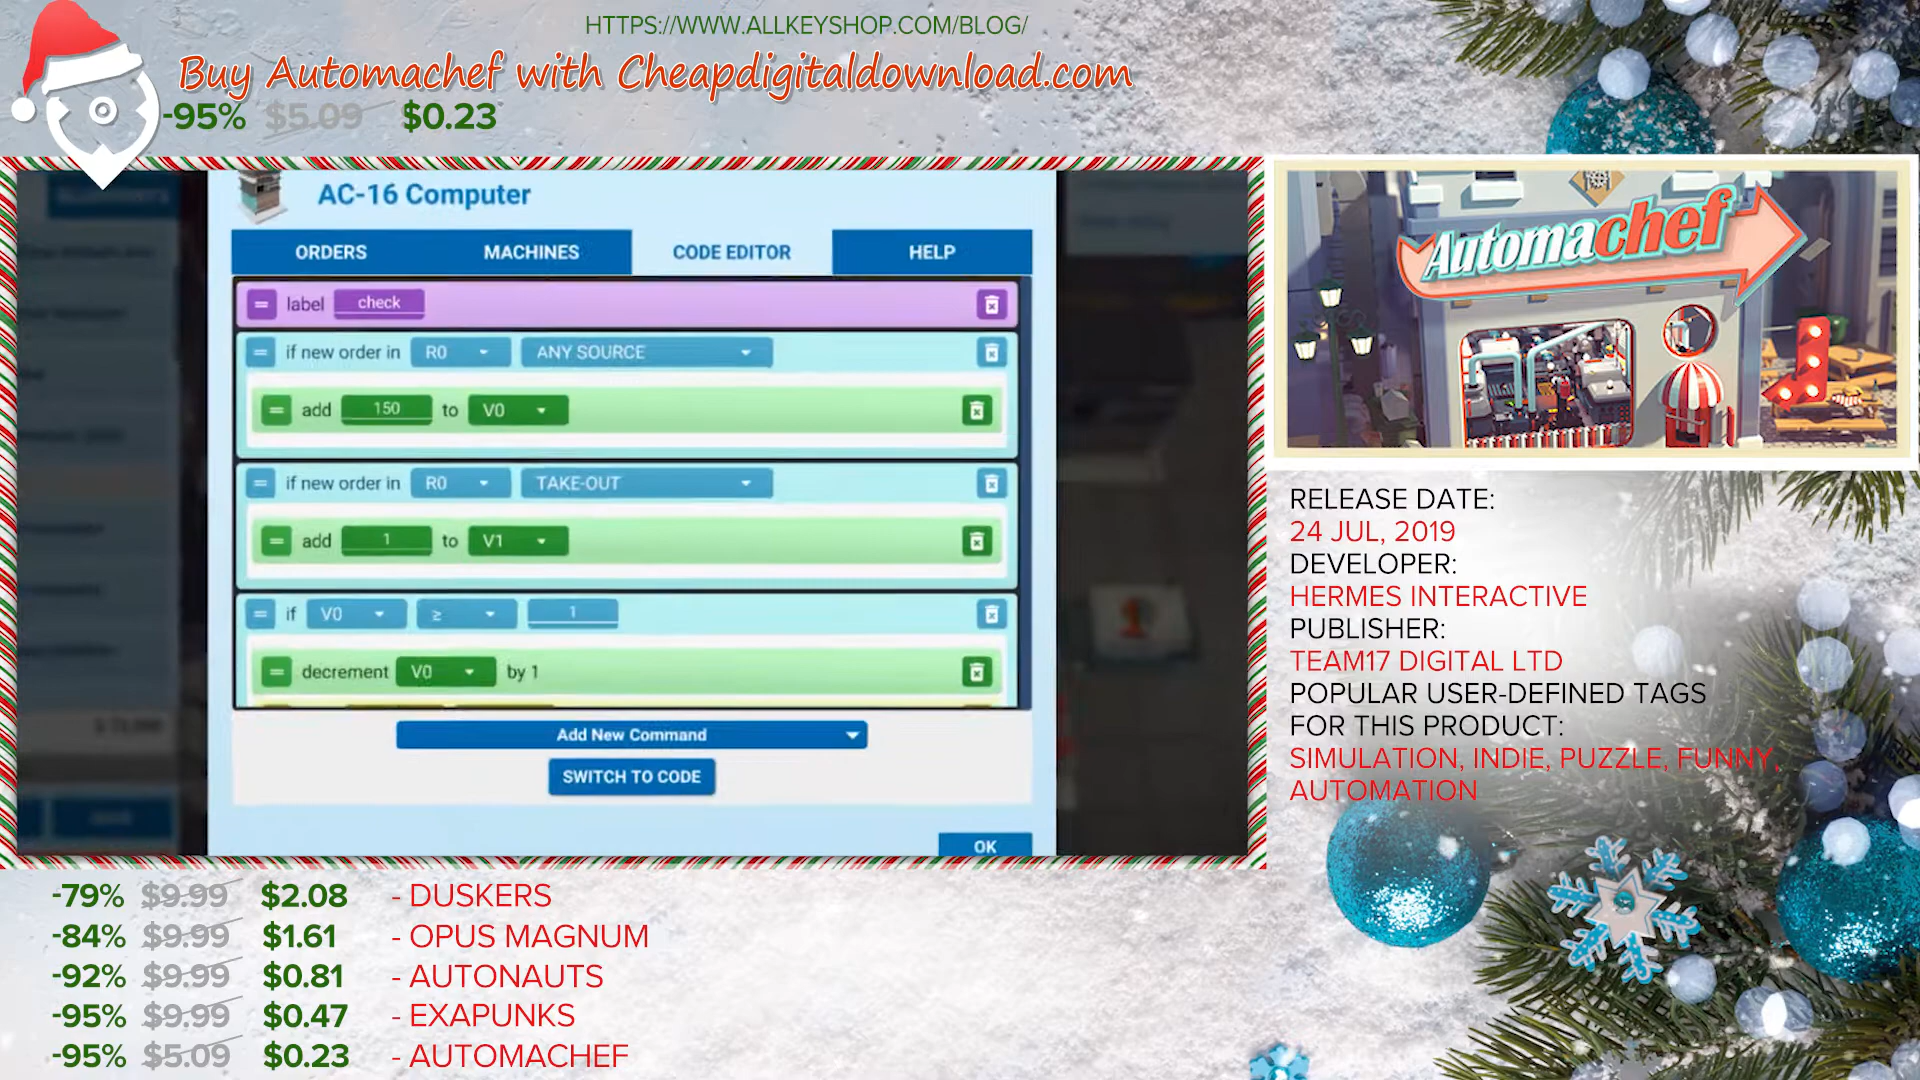 HTTPS://WWW.ALLKEYSHOP.COM/BLOG/
Buy Automachef with Cheapdigitaldownload.com
-95% $5.09 $0.23
AC-16 Computer
ORDERS MACHINES CODE EDITOR HELP
label check
if new order in R0 ANY SOURCE
add 150 to V0
if new order in R0 TAKE-OUT
add 1 to V1
if V0 ≥ 1
decrement V0 by 1
Add New Command
SWITCH TO CODE
OK
Automachef
RELEASE DATE:
24 JUL, 2019
DEVELOPER:
HERMES INTERACTIVE
PUBLISHER:
TEAM17 DIGITAL LTD
POPULAR USER-DEFINED TAGS
FOR THIS PRODUCT:
SIMULATION, INDIE, PUZZLE, FUNNY,
AUTOMATION
-79% $9.99 $2.08 - DUSKERS
-84% $9.99 $1.61 - OPUS MAGNUM
-92% $9.99 $0.81 - AUTONAUTS
-95% $9.99 $0.47 - EXAPUNKS
-95% $5.09 $0.23 - AUTOMACHEF